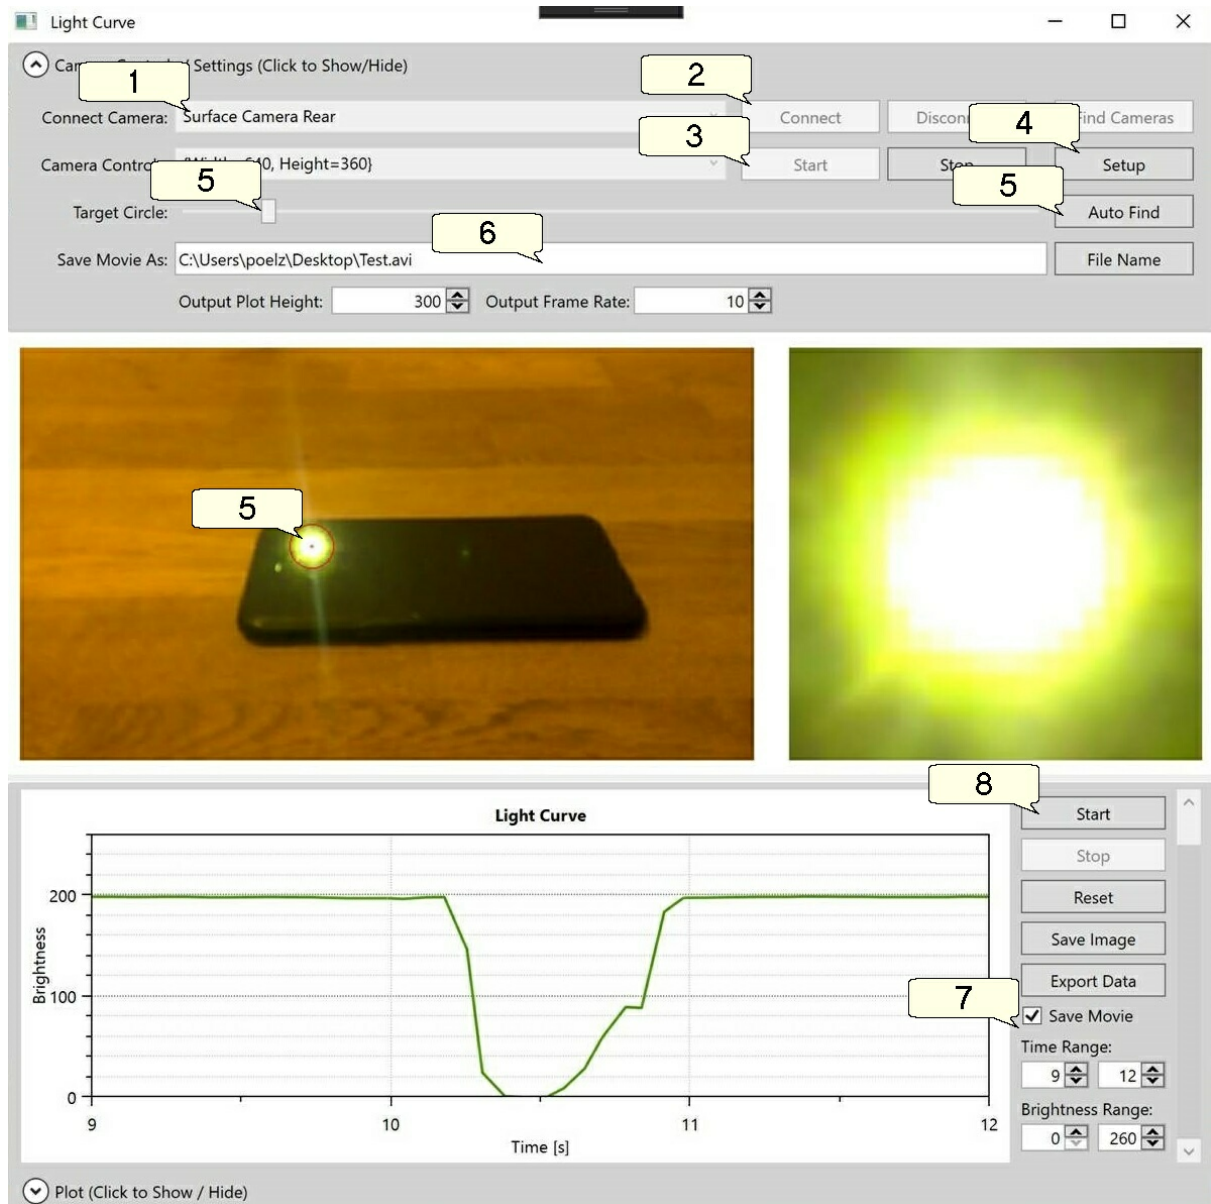 Light Curve
Settings (Click to Show/Hide)
1
2
Connect Camera:
Surface Camera Rear
Connect
4
Cameras
3
Camera
Height=360}
Start
Setup
5
5
Target Circle:
Auto Find
6
Save Movie As:
C:\Users\poelz\Desktop\Test.avi
File Name
Output Plot Height:
300
Output Frame Rate:
10
5
8
Light Curve
Brightness
200
100
0
9
10
11
12
Time [s]
Start
Stop
Reset
Save Image
Export Data
7
Save Movie
Time Range:
9
12
Brightness Range:
0
260
Plot (Click to Show / Hide)